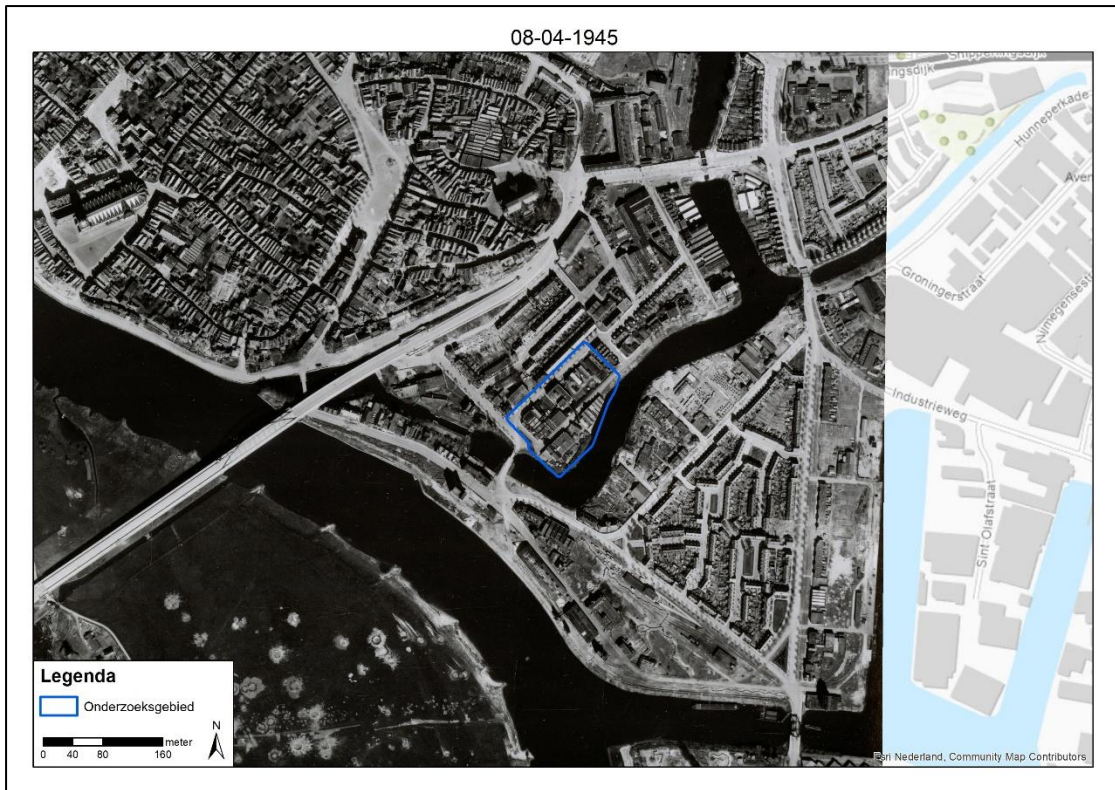 08-04-1945
Hunneperkade
Groningerstraat
Industrieweg
Sint Olafstraat
Legenda
Onderzoeksgebied
N
meter
0 40 80 160
Esri Nederland, Community Map Contributors